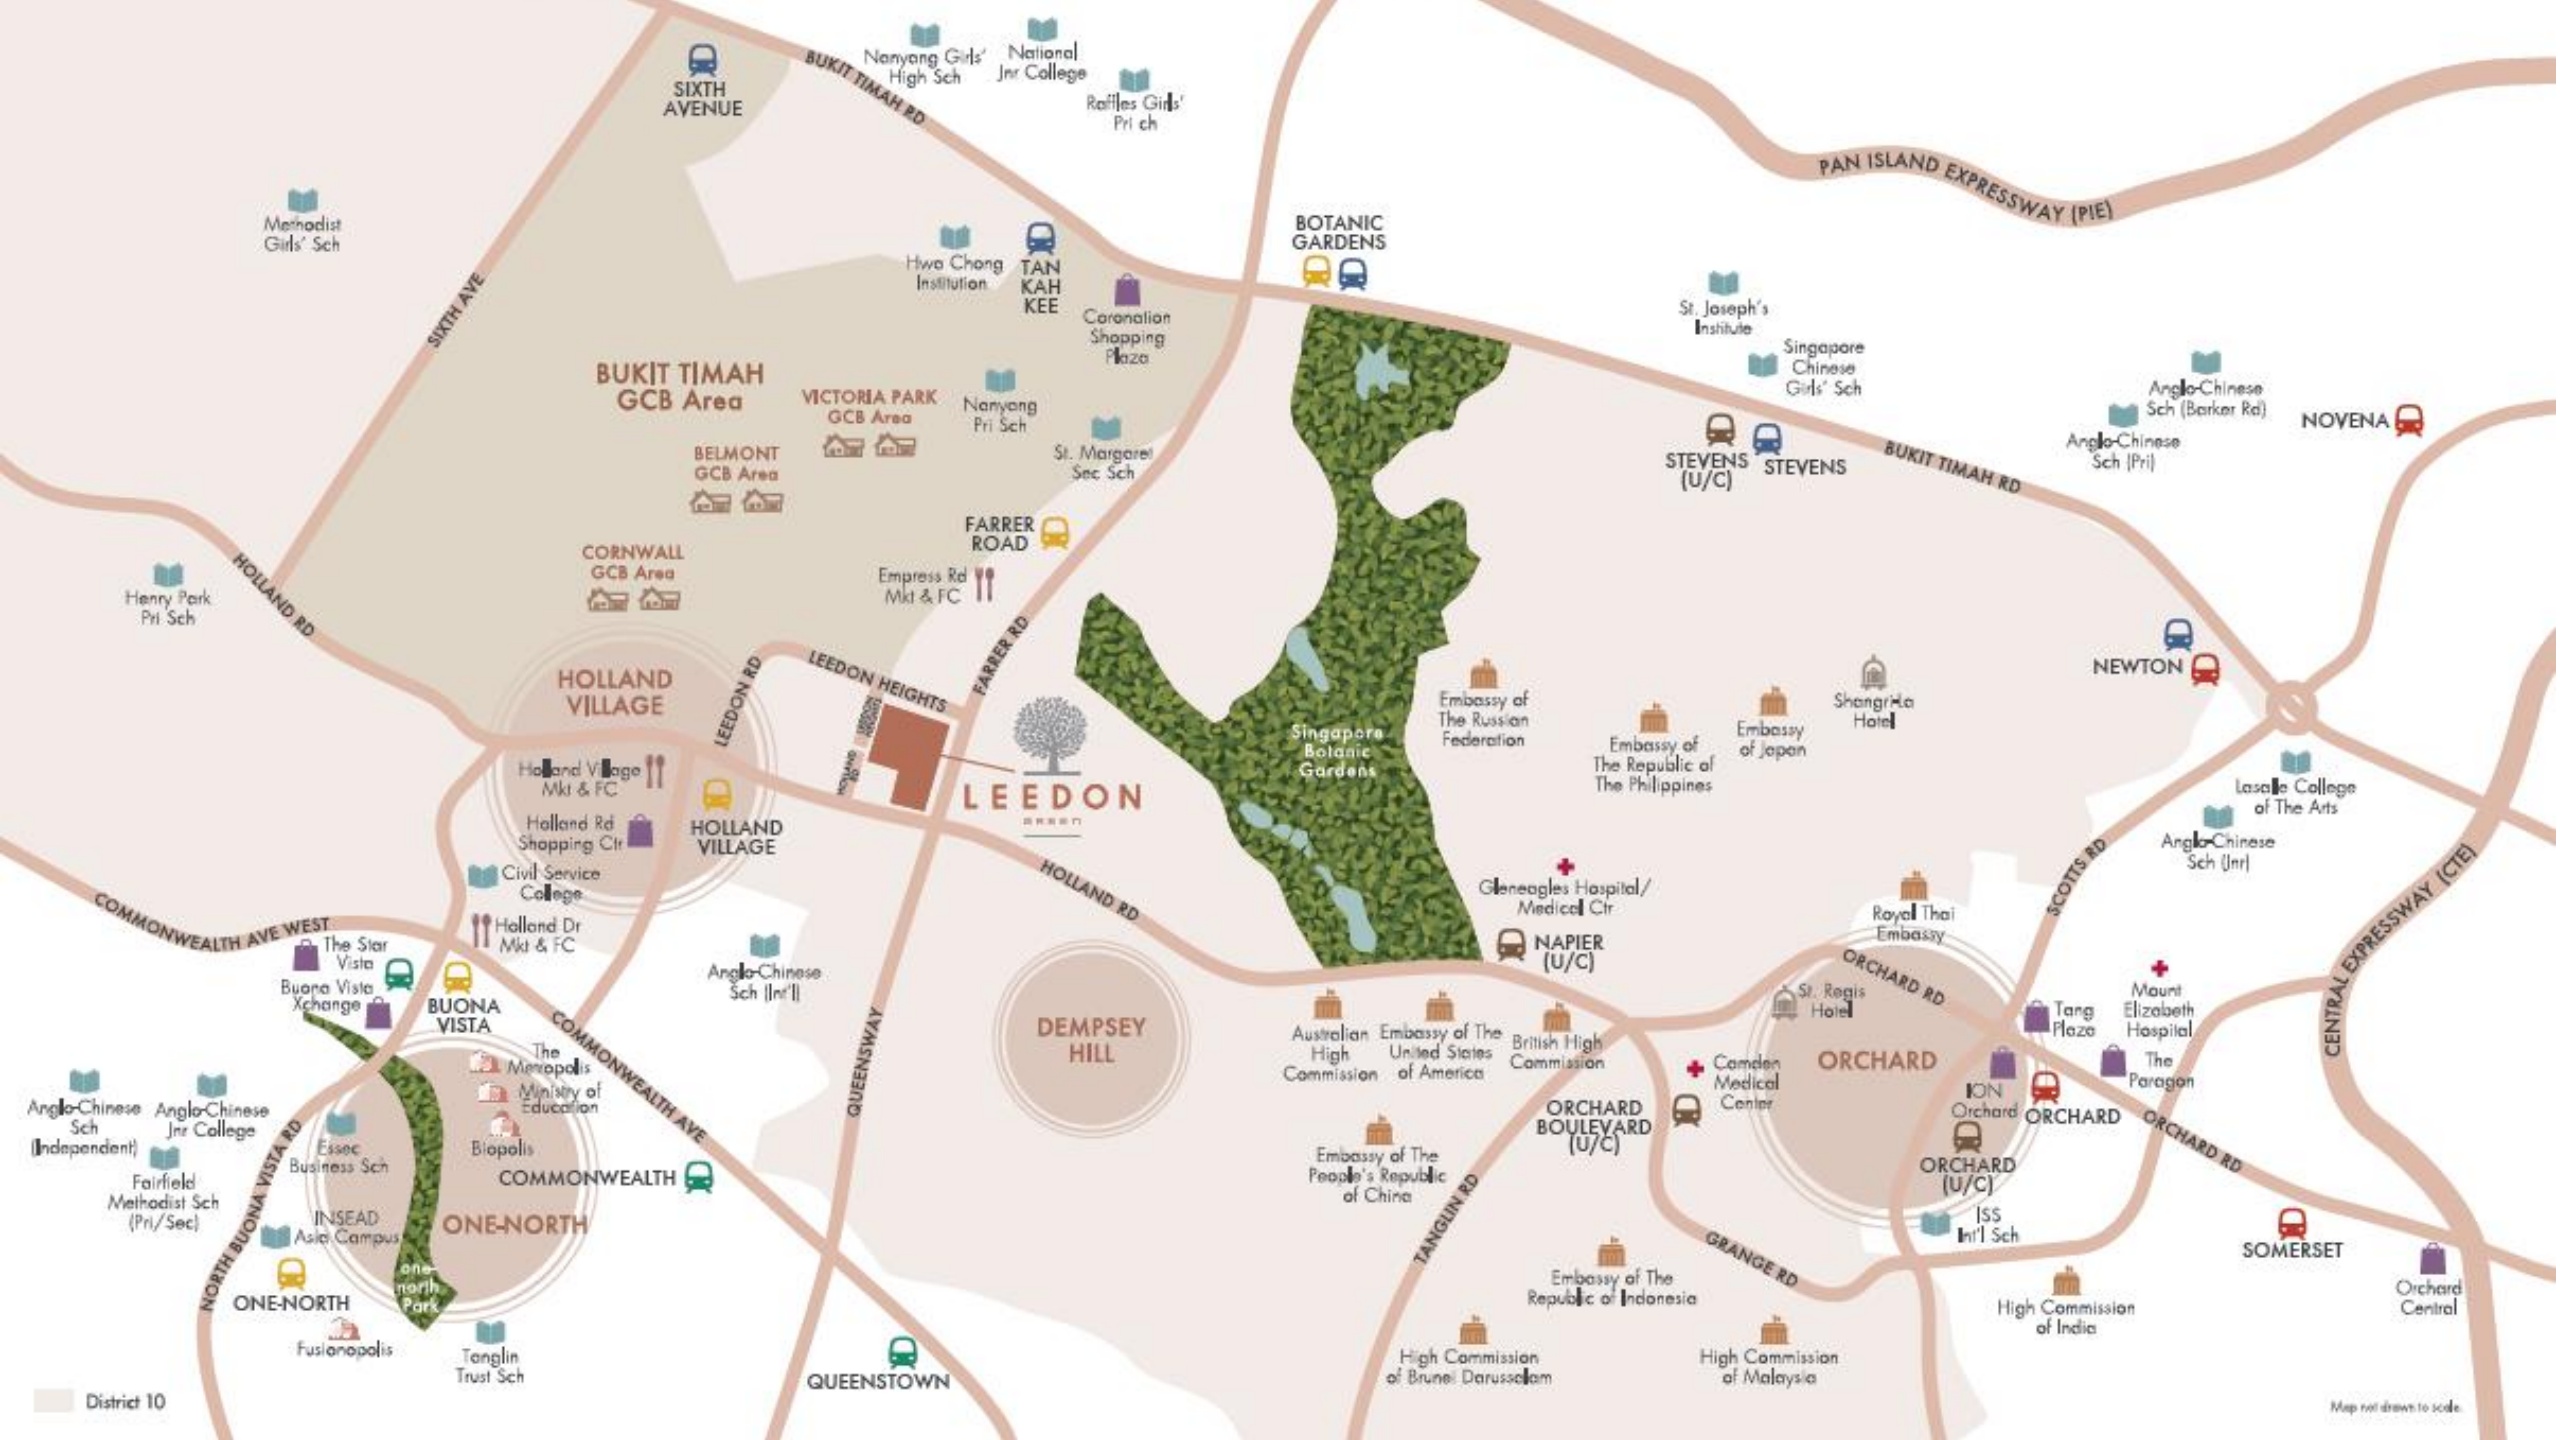 SIXTH
AVENUE
BUKIT TIMAH RD
Nanyang Girls'
High Sch
National
Jnr College
Raffles Girls'
Pri ch
PAN ISLAND EXPRESSWAY (PIE)
Methodist
Girls' Sch
SIXTH AVE
Hwa Chong
Institution
TAN
KAH
KEE
Coronation
Shopping
Plaza
BOTANIC
GARDENS
St. Joseph's
Institute
Singapore
Chinese
Girls' Sch
Anglo-Chinese
Sch (Barker Rd)
Anglo-Chinese
Sch (Pri)
NOVENA
BUKIT TIMAH
GCB Area
VICTORIA PARK
GCB Area
BELMONT
GCB Area
CORNWALL
GCB Area
Nanyang
Pri Sch
St. Margaret
Sec Sch
STEVENS
(U/C)
STEVENS
BUKIT TIMAH RD
FARRER
ROAD
Empress Rd
Mkt & FC
HOLLAND RD
Henry Park
Pri Sch
FARRER RD
LEEDON HEIGHTS
LEEDON RD
HOLLAND
VILLAGE
LEEDON
HEIGHTS
HOLLAND
RD
LEEDON
GREEN
Holland Village
Mkt & FC
Holland Rd
Shopping Ctr
HOLLAND
VILLAGE
Singapore
Botanic
Gardens
Embassy of
The Russian
Federation
Embassy of
The Republic of
The Philippines
Embassy
of Japan
Shangri-La
Hotel
NEWTON
Lasalle College
of The Arts
Anglo-Chinese
Sch (Jnr)
SCOTTS RD
CENTRAL EXPRESSWAY (CTE)
Civil Service
College
Holland Dr
Mkt & FC
COMMONWEALTH AVE WEST
The Star
Vista
Buona Vista
Xchange
BUONA
VISTA
Anglo-Chinese
Sch (Int'l)
HOLLAND RD
QUEENSWAY
DEMPSEY
HILL
Gleneagles Hospital/
Medical Ctr
NAPIER
(U/C)
Royal Thai
Embassy
ORCHARD RD
St. Regis
Hotel
ORCHARD
Tang
Plaza
Mount
Elizabeth
Hospital
The
Paragon
ION
Orchard
ORCHARD
ORCHARD
(U/C)
ORCHARD RD
Australian
High
Commission
Embassy of The
United States
of America
British High
Commission
Camden
Medical
Center
ORCHARD
BOULEVARD
(U/C)
Embassy of The
People's Republic
of China
TANGLIN RD
GRANGE RD
ISS
Int'l Sch
SOMERSET
Orchard
Central
High Commission
of India
Embassy of The
Republic of Indonesia
High Commission
of Brunei Darussalam
High Commission
of Malaysia
The
Metropolis
Ministry of
Education
Biopolis
COMMONWEALTH AVE
COMMONWEALTH
ONE-NORTH
Anglo-Chinese
Sch
(Independent)
Anglo-Chinese
Jnr College
Fairfield
Methodist Sch
(Pri/Sec)
NORTH BUONA VISTA RD
Essec
Business Sch
INSEAD
Asia Campus
ONE-NORTH
one-
north
Park
Fusionopolis
Tanglin
Trust Sch
QUEENSTOWN
District 10
Map not drawn to scale.